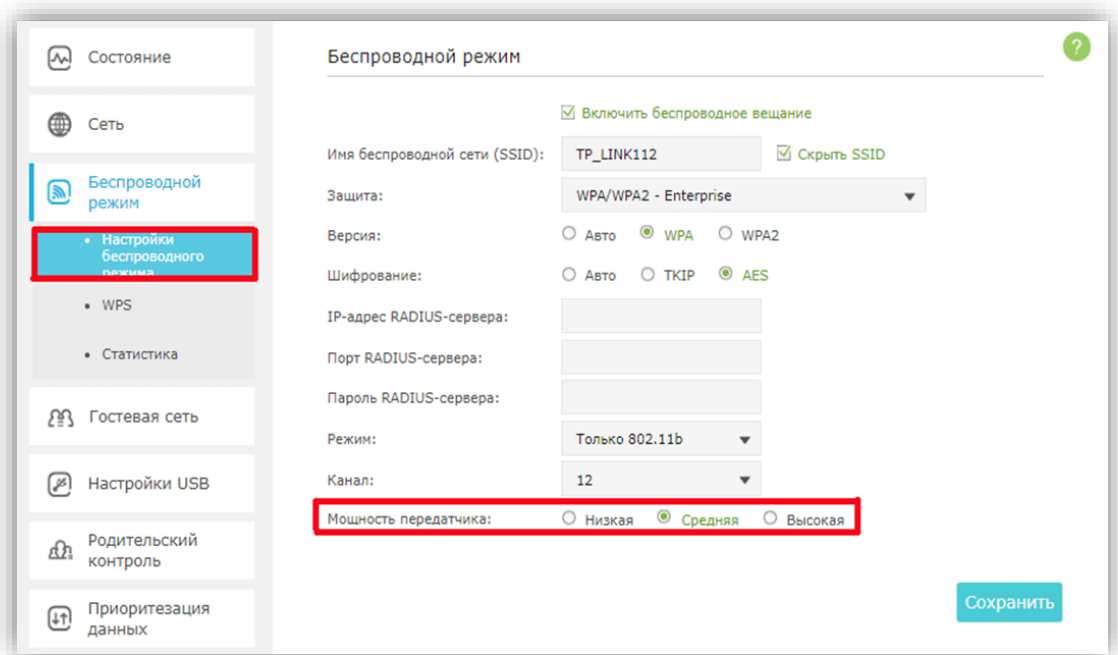 Состояние
Сеть
Беспроводной
режим
Настройки
беспроводного
режима
WPS
Статистика
Гостевая сеть
Настройки USB
Родительский
контроль
Приоритезация
данных
Беспроводной режим
?
Включить беспроводное вещание
Имя беспроводной сети (SSID): TP_LINK112 Скрыть SSID
Защита: WPA/WPA2 - Enterprise
Версия: Авто WPA WPA2
Шифрование: Авто TKIP AES
IP-адрес RADIUS-сервера:
Порт RADIUS-сервера:
Пароль RADIUS-сервера:
Режим: Только 802.11b
Канал: 12
Мощность передатчика: Низкая Средняя Высокая
Сохранить